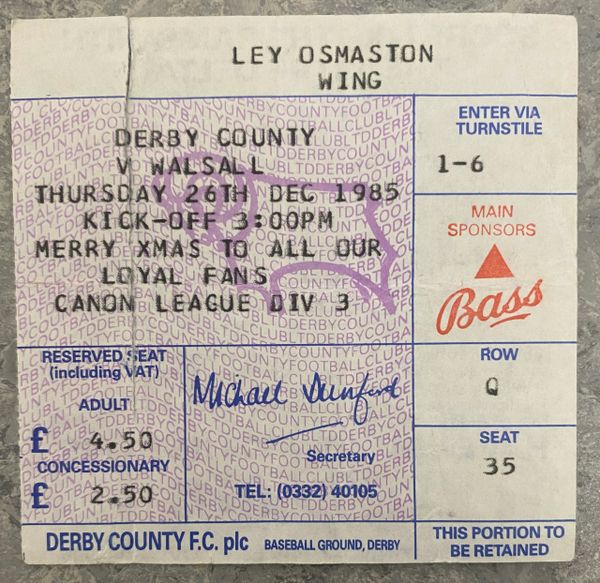 LEY OSMASTON
WING
DERBY COUNTY
V WALSALL
THURSDAY 26TH DEC 1985
KICK-OFF 3:00PM
MERRY XMAS TO ALL OUR
LOYAL FANS
CANON LEAGUE DIV 3
ENTER VIA
TURNSTILE
1-6
MAIN
SPONSORS
Bass
RESERVED SEAT
(including VAT)
ADULT
£ 4.50
CONCESSIONARY
£ 2.50
Michael Dunford
Secretary
TEL: (0332) 40105
ROW
Q
SEAT
35
DERBY COUNTY F.C. plc BASEBALL GROUND, DERBY
THIS PORTION TO
BE RETAINED